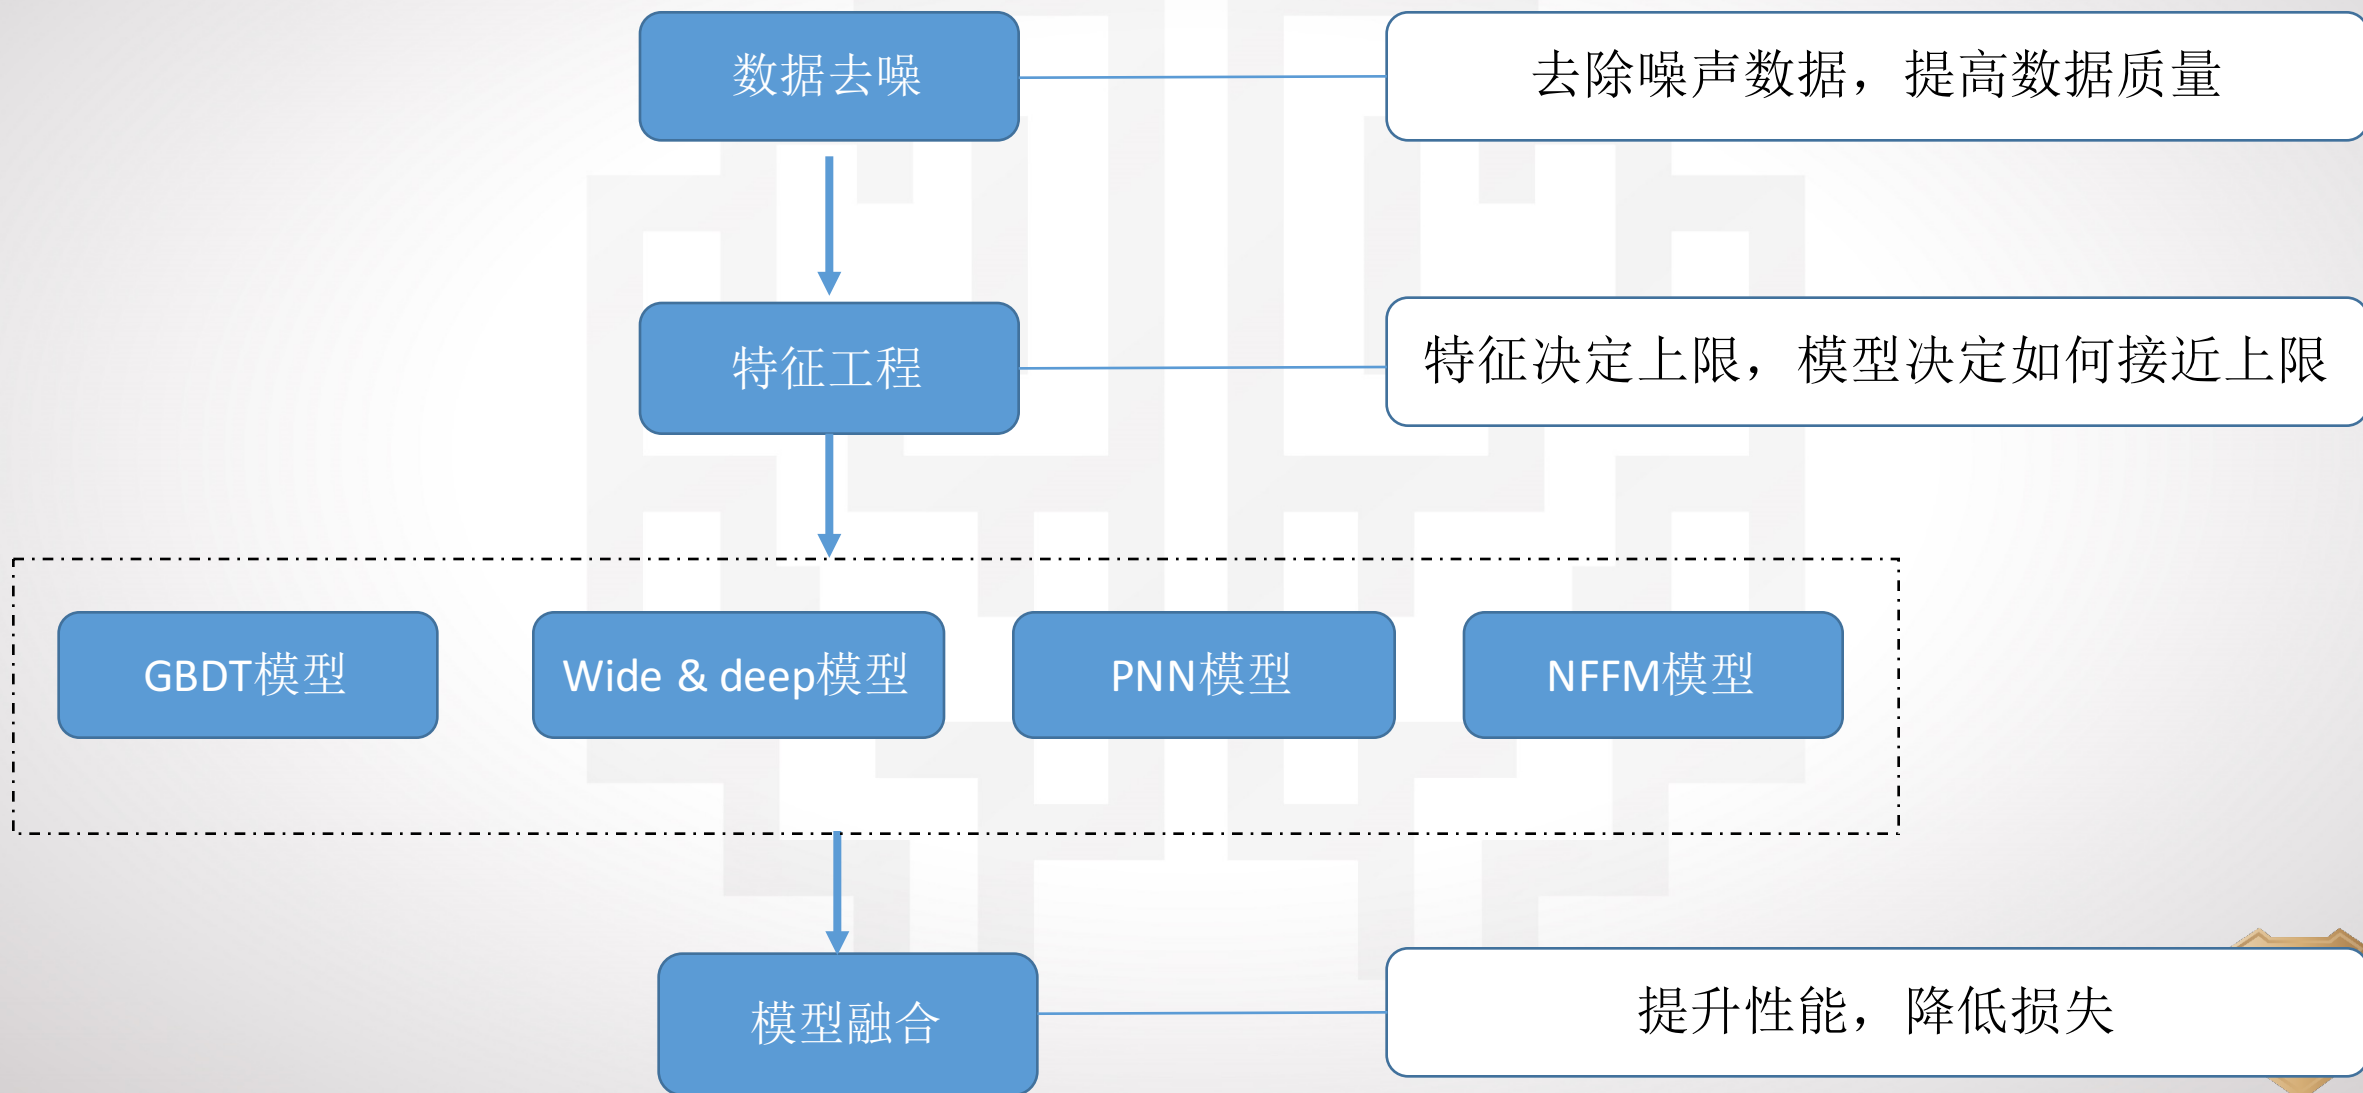 数据去噪
去除噪声数据，提高数据质量
特征工程
特征决定上限，模型决定如何接近上限
GBDT模型
Wide & deep模型
PNN模型
NFFM模型
模型融合
提升性能，降低损失